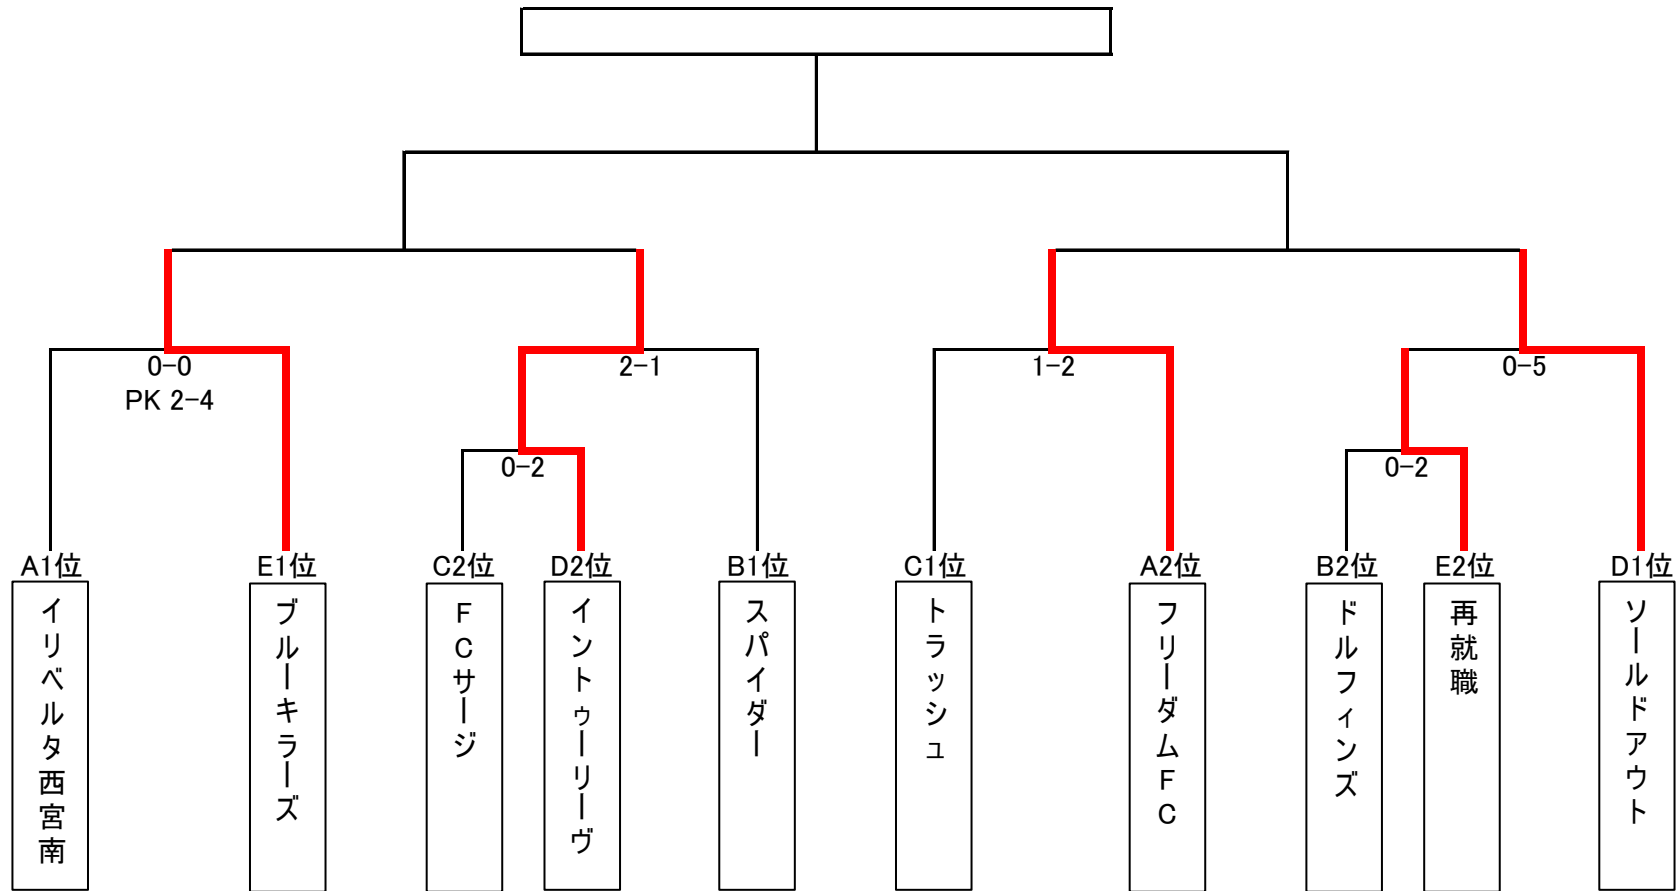 0-0
2-1
1-2
0-5
PK 2-4
0-2
0-2
A1位
E1位
C2位
D2位
B1位
C1位
A2位
B2位
E2位
D1位
イリベルタ西宮南
ブルーキラーズ
FCサージ
イントゥーリーヴ
スパイダー
トラッシュ
フリーダムFC
ドルフィンズ
再就職
ソールドアウト